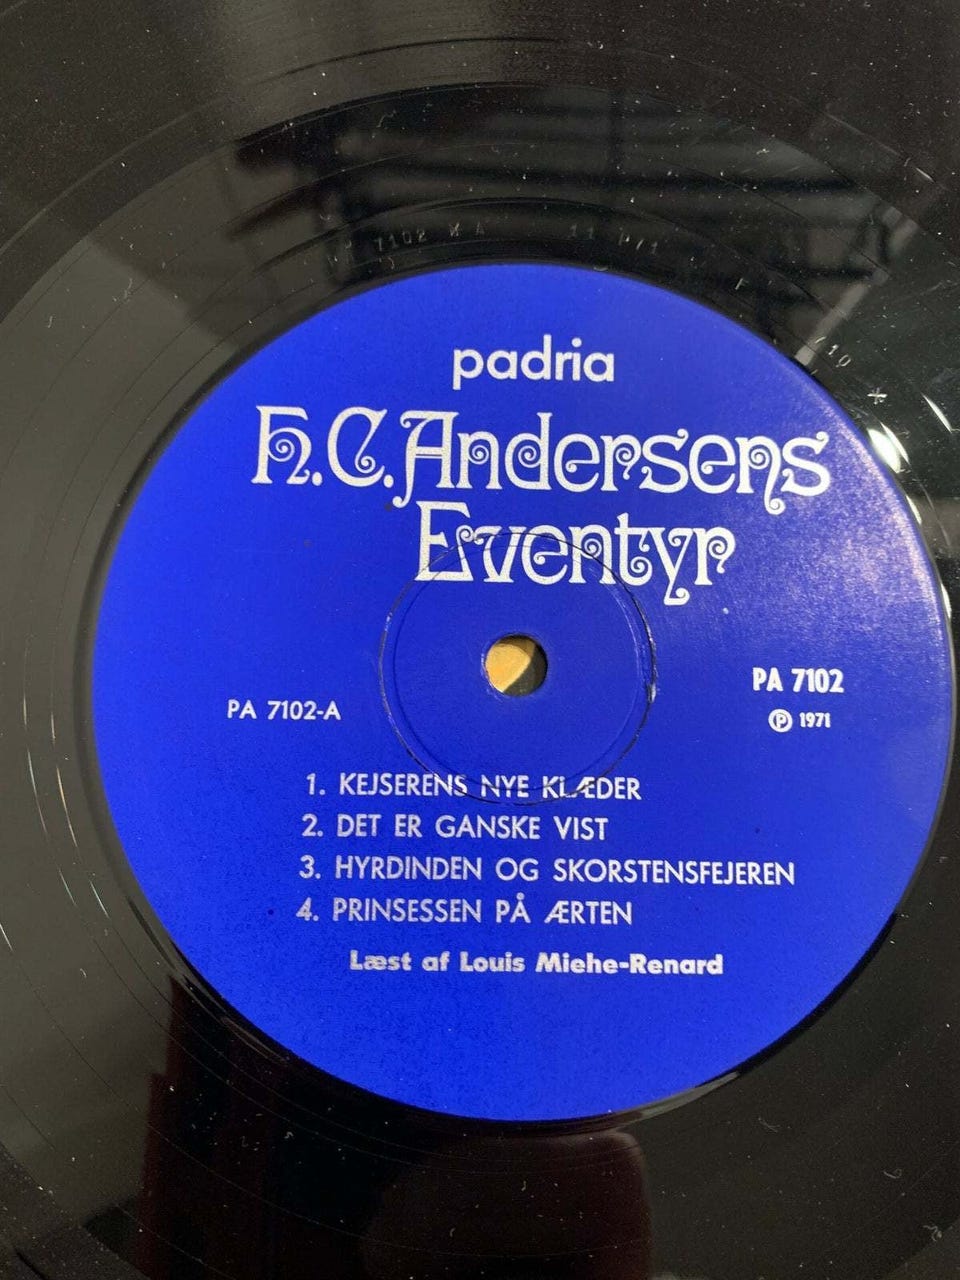 7102
padria
H.C. Andersens
Eventyr
PA 7102
℗ 1971
PA 7102-A
1. KEJSERENS NYE KLÆDER
2. DET ER GANSKE VIST
3. HYRDINDEN OG SKORSTENSFEJEREN
4. PRINSESSEN PÅ ÆRTEN
Læst af Louis Miehe-Renard